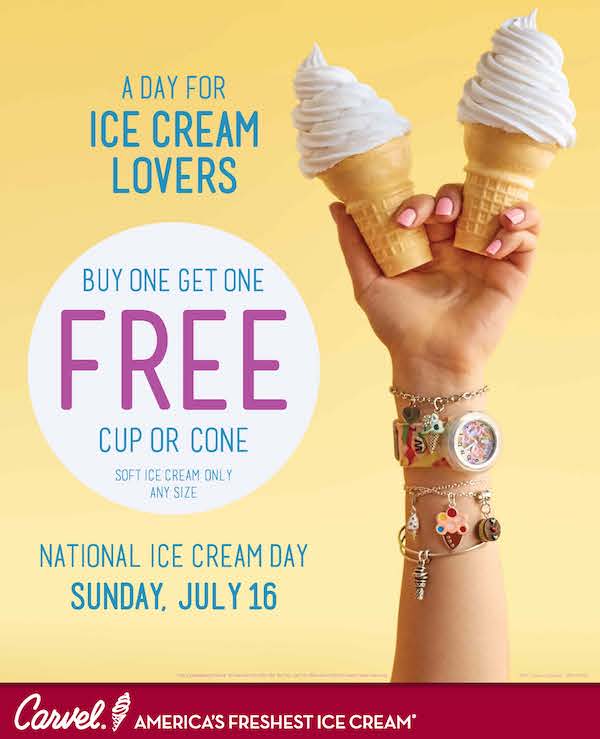 A DAY FOR
ICE CREAM
LOVERS
BUY ONE GET ONE
FREE
CUP OR CONE
SOFT ICE CREAM ONLY
ANY SIZE
NATIONAL ICE CREAM DAY
SUNDAY, JULY 16
Carvel. AMERICA'S FRESHEST ICE CREAM®